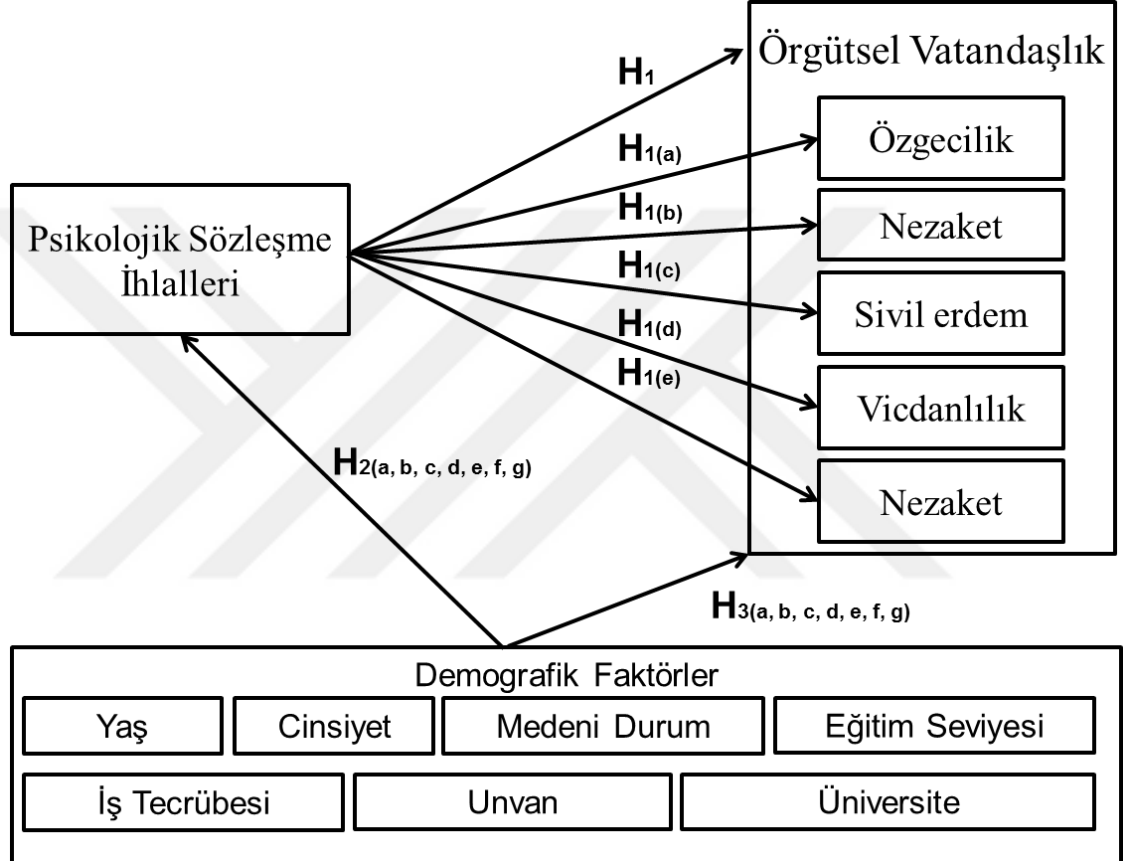 Örgütsel Vatandaşlık
H1
Özgecilik
H1(a)
H1(b)
Nezaket
Psikolojik Sözleşme
İhlalleri
H1(c)
Sivil erdem
H1(d)
H1(e)
Vicdanlılık
H2(a, b, c, d, e, f, g)
Nezaket
H3(a, b, c, d, e, f, g)
Demografik Faktörler
Yaş
Cinsiyet
Medeni Durum
Eğitim Seviyesi
İş Tecrübesi
Unvan
Üniversite